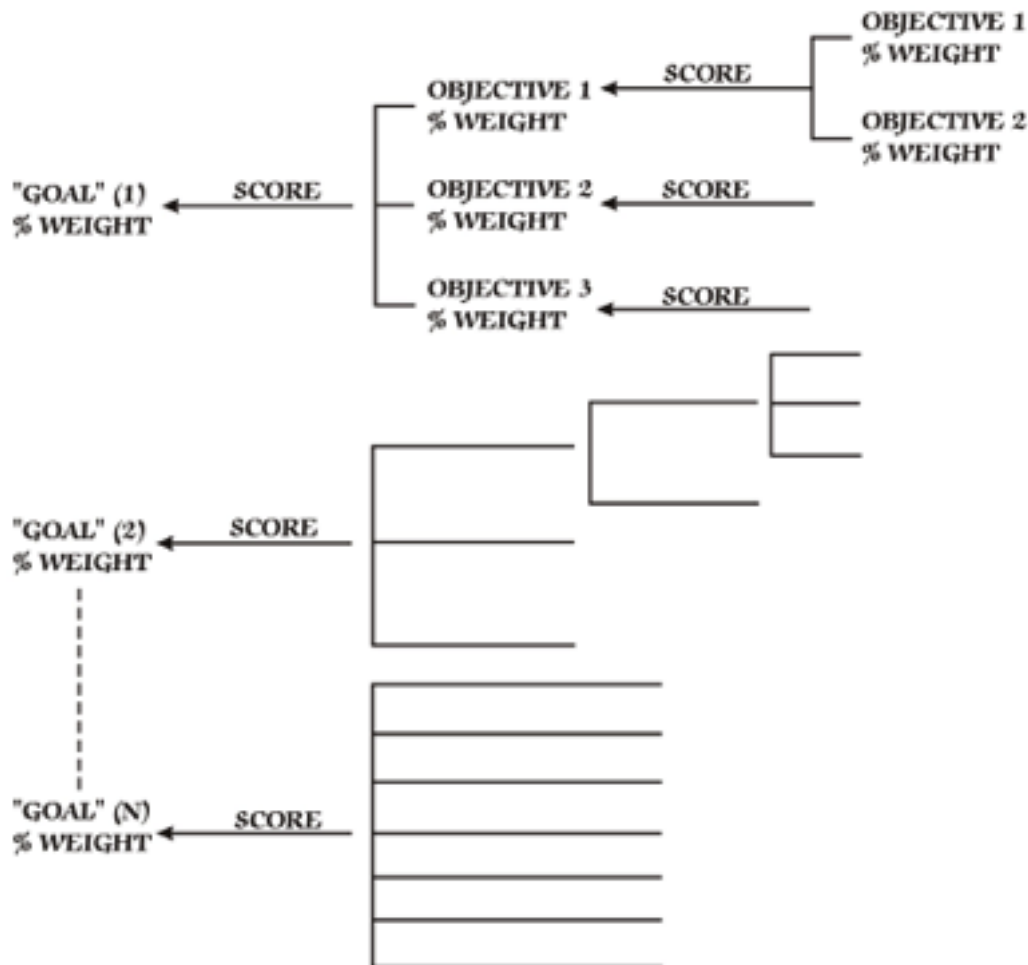 OBJECTIVE 1
% WEIGHT
SCORE
OBJECTIVE 1
% WEIGHT
OBJECTIVE 2
% WEIGHT
"GOAL" (1)
% WEIGHT
SCORE
OBJECTIVE 2
% WEIGHT
SCORE
OBJECTIVE 3
% WEIGHT
SCORE
"GOAL" (2)
% WEIGHT
SCORE
"GOAL" (N)
% WEIGHT
SCORE